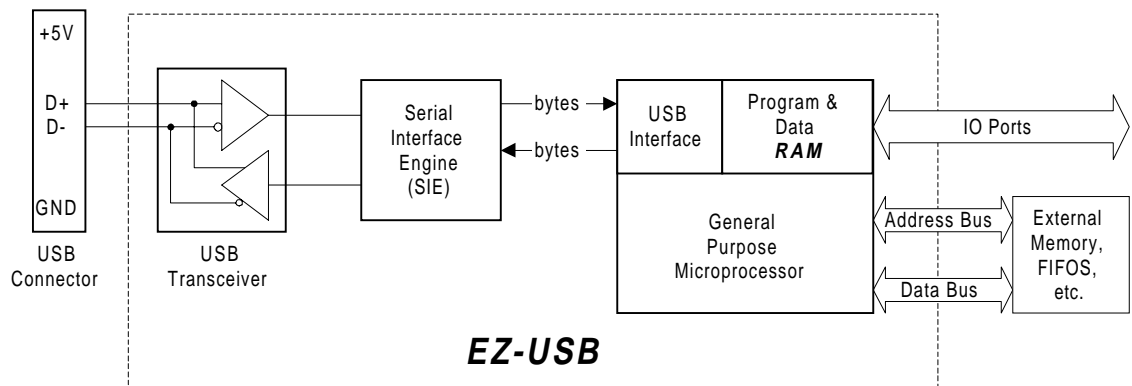 +5V
D+
D-
GND
USB
Connector
USB
Transceiver
Serial
Interface
Engine
(SIE)
bytes
bytes
USB
Interface
Program &
Data
RAM
General
Purpose
Microprocessor
IO Ports
Address Bus
Data Bus
External
Memory,
FIFOS,
etc.
EZ-USB